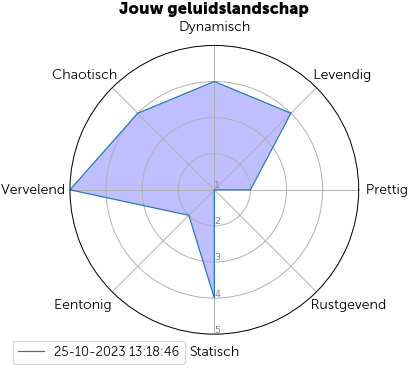 Jouw geluidslandschap
Dynamisch
Chaotisch
Levendig
Vervelend
1
Prettig
2
3
4
Eentonig
Rustgevend
5
25-10-2023 13:18:46
Statisch